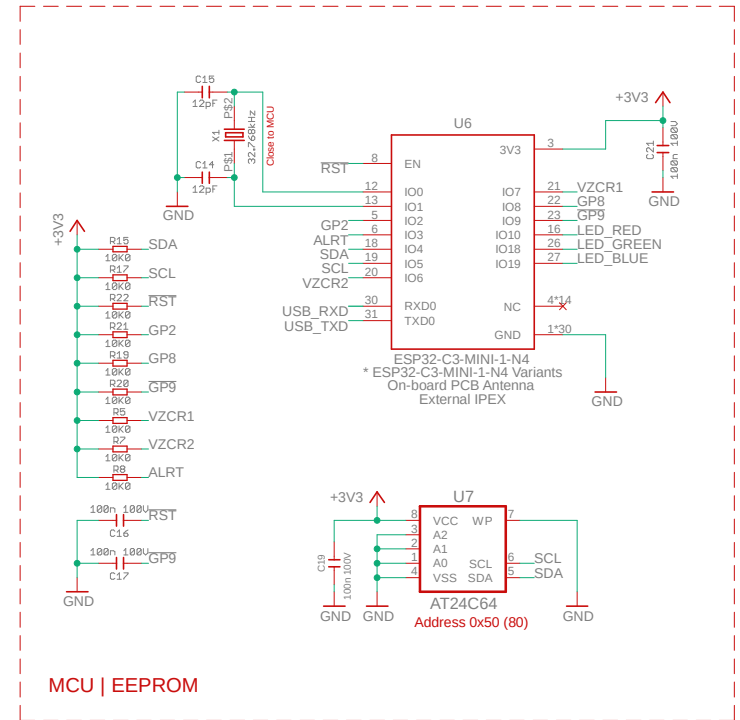 C15
12pF
P$2
X1
32.768kHz
Close to MCU
P$1
C14
12pF
GND
+3V3
R15
SDA
10K0
R17
SCL
10K0
R22
RST
10K0
R21
GP2
10K0
R19
GP8
10K0
R20
GP9
10K0
R5
VZCR1
10K0
R7
VZCR2
10K0
R8
ALRT
10K0
100n 100V
RST
C16
100n 100V
GP9
C17
GND
U6
RST
8 EN
12 IO0
13 IO1
GP2 5 IO2
ALRT 6 IO3
SDA 18 IO4
SCL 19 IO5
VZCR2 20 IO6
USB_RXD 30 RXD0
USB_TXD 31 TXD0
3V3 3
IO7 21 VZCR1
IO8 22 GP8
IO9 23 GP9
IO10 16 LED_RED
IO18 26 LED_GREEN
IO19 27 LED_BLUE
NC 4*14
GND 1*30
ESP32-C3-MINI-1-N4
* ESP32-C3-MINI-1-N4 Variants
On-board PCB Antenna
External IPEX
+3V3
C21
100n 100V
GND
GND
+3V3
U7
8 VCC WP 7
3 A2
2 A1
1 A0 SCL 6 SCL
4 VSS SDA 5 SDA
C19
100n 100V
GND
GND
GND
AT24C64
Address 0x50 (80)
MCU | EEPROM